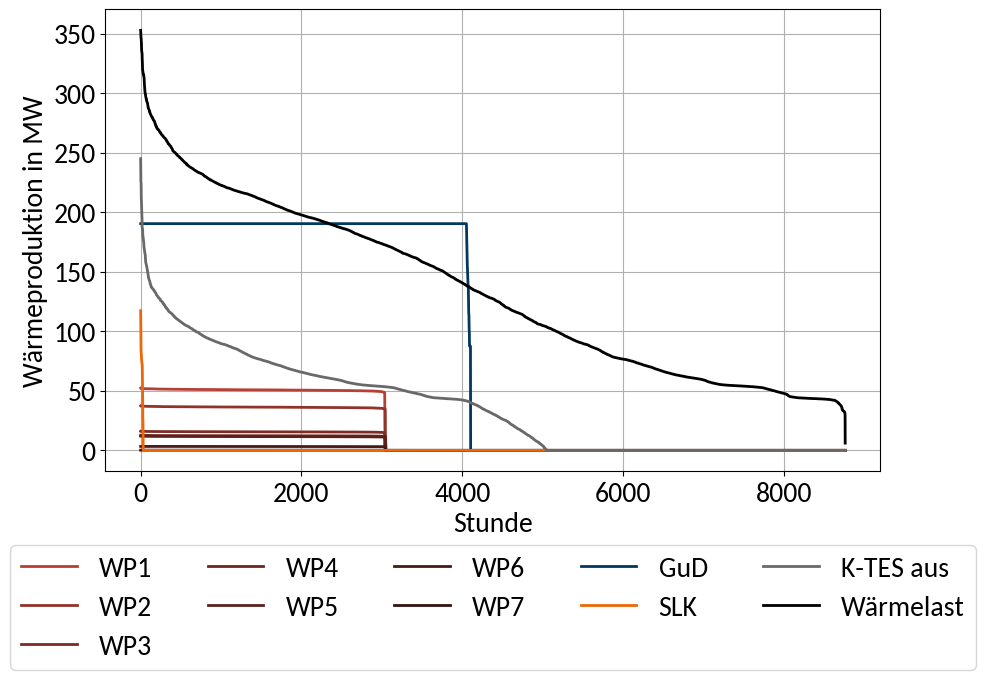 350
300
250
200
150
100
50
0
Wärmeproduktion in MW
0 2000 4000 6000 8000
Stunde
WP1 WP4 WP6 GuD K-TES aus
WP2 WP5 WP7 SLK Wärmelast
WP3